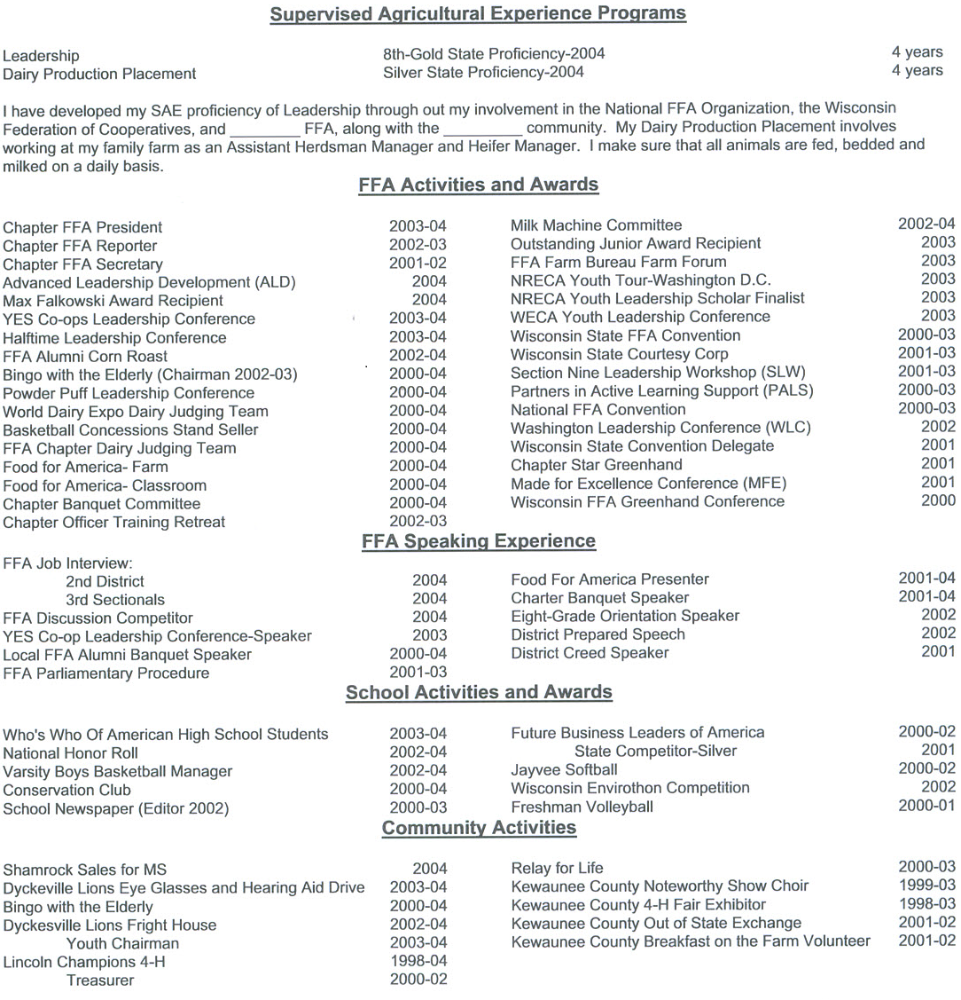 Supervised Agricultural Experience Programs
Leadership 8th-Gold State Proficiency-2004 4 years
Dairy Production Placement Silver State Proficiency-2004 4 years
I have developed my SAE proficiency of Leadership through out my involvement in the National FFA Organization, the Wisconsin
Federation of Cooperatives, and _________ FFA, along with the __________ community. My Dairy Production Placement involves
working at my family farm as an Assistant Herdsman Manager and Heifer Manager. I make sure that all animals are fed, bedded and
milked on a daily basis.
FFA Activities and Awards
Chapter FFA President 2003-04 Milk Machine Committee 2002-04
Chapter FFA Reporter 2002-03 Outstanding Junior Award Recipient 2003
Chapter FFA Secretary 2001-02 FFA Farm Bureau Farm Forum 2003
Advanced Leadership Development (ALD) 2004 NRECA Youth Tour-Washington D.C. 2003
Max Falkowski Award Recipient 2004 NRECA Youth Leadership Scholar Finalist 2003
YES Co-ops Leadership Conference 2003-04 WECA Youth Leadership Conference 2003
Halftime Leadership Conference 2003-04 Wisconsin State FFA Convention 2000-03
FFA Alumni Corn Roast 2002-04 Wisconsin State Courtesy Corp 2001-03
Bingo with the Elderly (Chairman 2002-03) 2000-04 Section Nine Leadership Workshop (SLW) 2001-03
Powder Puff Leadership Conference 2000-04 Partners in Active Learning Support (PALS) 2000-03
World Dairy Expo Dairy Judging Team 2000-04 National FFA Convention 2000-03
Basketball Concessions Stand Seller 2000-04 Washington Leadership Conference (WLC) 2002
FFA Chapter Dairy Judging Team 2000-04 Wisconsin State Convention Delegate 2001
Food for America- Farm 2000-04 Chapter Star Greenhand 2001
Food for America- Classroom 2000-04 Made for Excellence Conference (MFE) 2001
Chapter Banquet Committee 2000-04 Wisconsin FFA Greenhand Conference 2000
Chapter Officer Training Retreat 2002-03
FFA Speaking Experience
FFA Job Interview:
2nd District 2004 Food For America Presenter 2001-04
3rd Sectionals 2004 Charter Banquet Speaker 2001-04
FFA Discussion Competitor 2004 Eight-Grade Orientation Speaker 2002
YES Co-op Leadership Conference-Speaker 2003 District Prepared Speech 2002
Local FFA Alumni Banquet Speaker 2000-04 District Creed Speaker 2001
FFA Parliamentary Procedure 2001-03
School Activities and Awards
Who's Who Of American High School Students 2003-04 Future Business Leaders of America 2000-02
National Honor Roll 2002-04 State Competitor-Silver 2001
Varsity Boys Basketball Manager 2002-04 Jayvee Softball 2000-02
Conservation Club 2000-04 Wisconsin Envirothon Competition 2002
School Newspaper (Editor 2002) 2000-03 Freshman Volleyball 2000-01
Community Activities
Shamrock Sales for MS 2004 Relay for Life 2000-03
Dyckeville Lions Eye Glasses and Hearing Aid Drive 2003-04 Kewaunee County Noteworthy Show Choir 1999-03
Bingo with the Elderly 2000-04 Kewaunee County 4-H Fair Exhibitor 1998-03
Dyckesville Lions Fright House 2002-04 Kewaunee County Out of State Exchange 2001-02
Youth Chairman 2003-04 Kewaunee County Breakfast on the Farm Volunteer 2001-02
Lincoln Champions 4-H 1998-04
Treasurer 2000-02